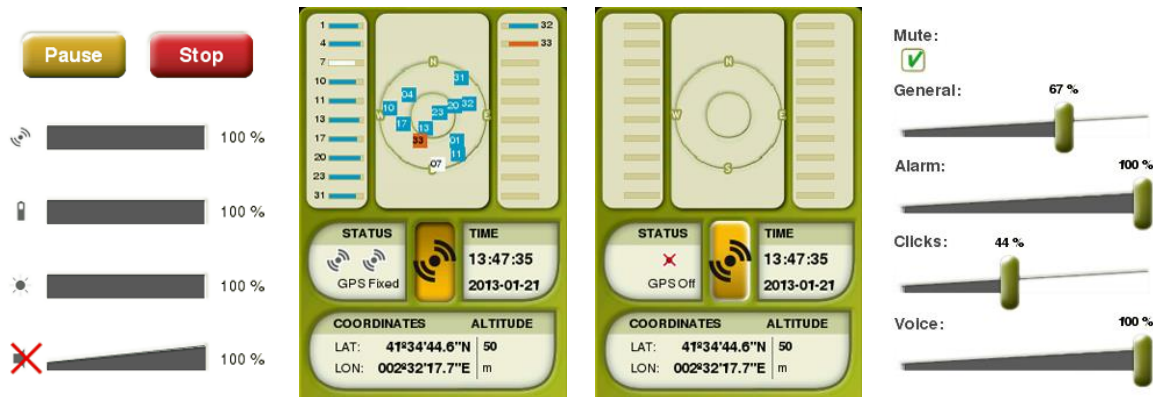 Pause Stop
100 %
100 %
100 %
100 %
1 32
4 33
7
10
11
13
17
20
23
31
N
31
04
10 20 32
W 23 E
17 13
33 01
11
07
STATUS TIME
13:47:35
GPS Fixed 2013-01-21
COORDINATES ALTITUDE
LAT: 41º34'44.6"N 50
LON: 002º32'17.7"E m
N
W E
S
STATUS TIME
13:47:35
GPS Off 2013-01-21
COORDINATES ALTITUDE
LAT: 41º34'44.6"N 50
LON: 002º32'17.7"E m
Mute:
General:
67 %
Alarm:
100 %
Clicks:
44 %
Voice:
100 %